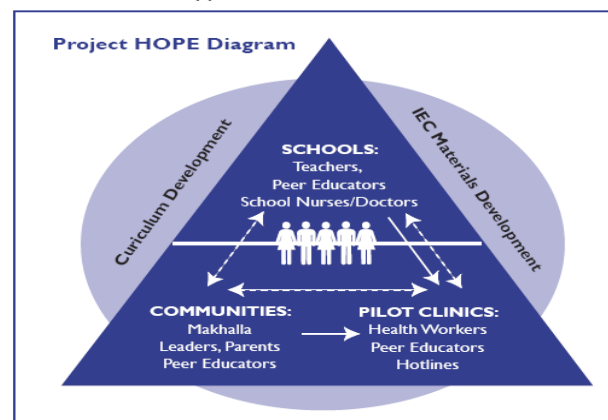 Project HOPE Diagram
Curiculum Development
IEC Materials Development
SCHOOLS:
Teachers,
Peer Educators
School Nurses/Doctors
COMMUNITIES:
Makhalla
Leaders, Parents
Peer Educators
PILOT CLINICS:
Health Workers
Peer Educators
Hotlines